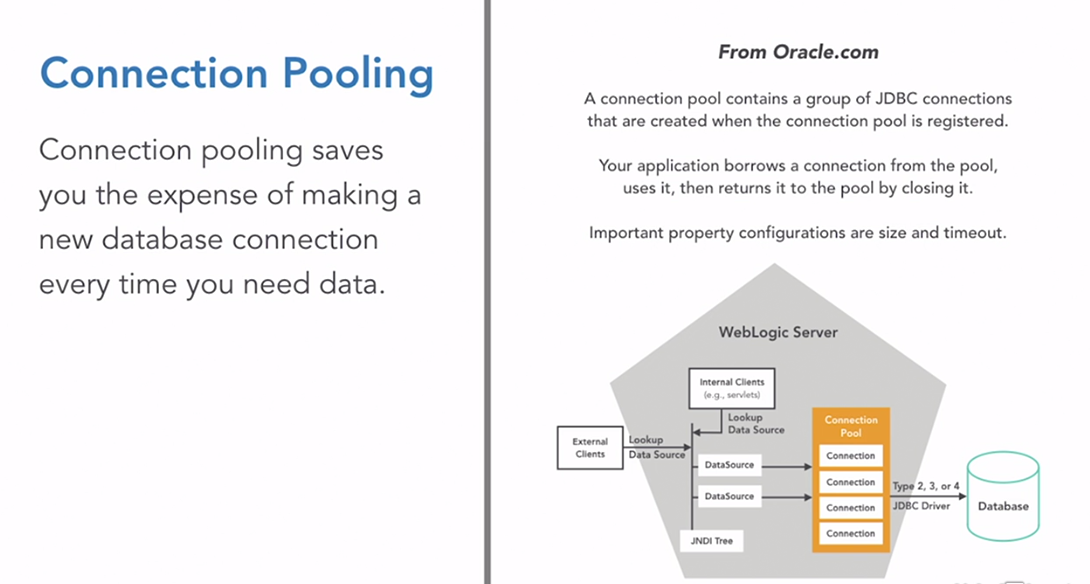 Connection Pooling
Connection pooling saves
you the expense of making a
new database connection
every time you need data.
From Oracle.com
A connection pool contains a group of JDBC connections
that are created when the connection pool is registered.
Your application borrows a connection from the pool,
uses it, then returns it to the pool by closing it.
Important property configurations are size and timeout.
WebLogic Server
Internal Clients
(e.g., servlets)
Lookup
Data Source
External
Clients
Lookup
Data Source
DataSource
DataSource
JNDI Tree
Connection
Pool
Connection
Connection
Connection
Connection
Type 2, 3, or 4
JDBC Driver
Database